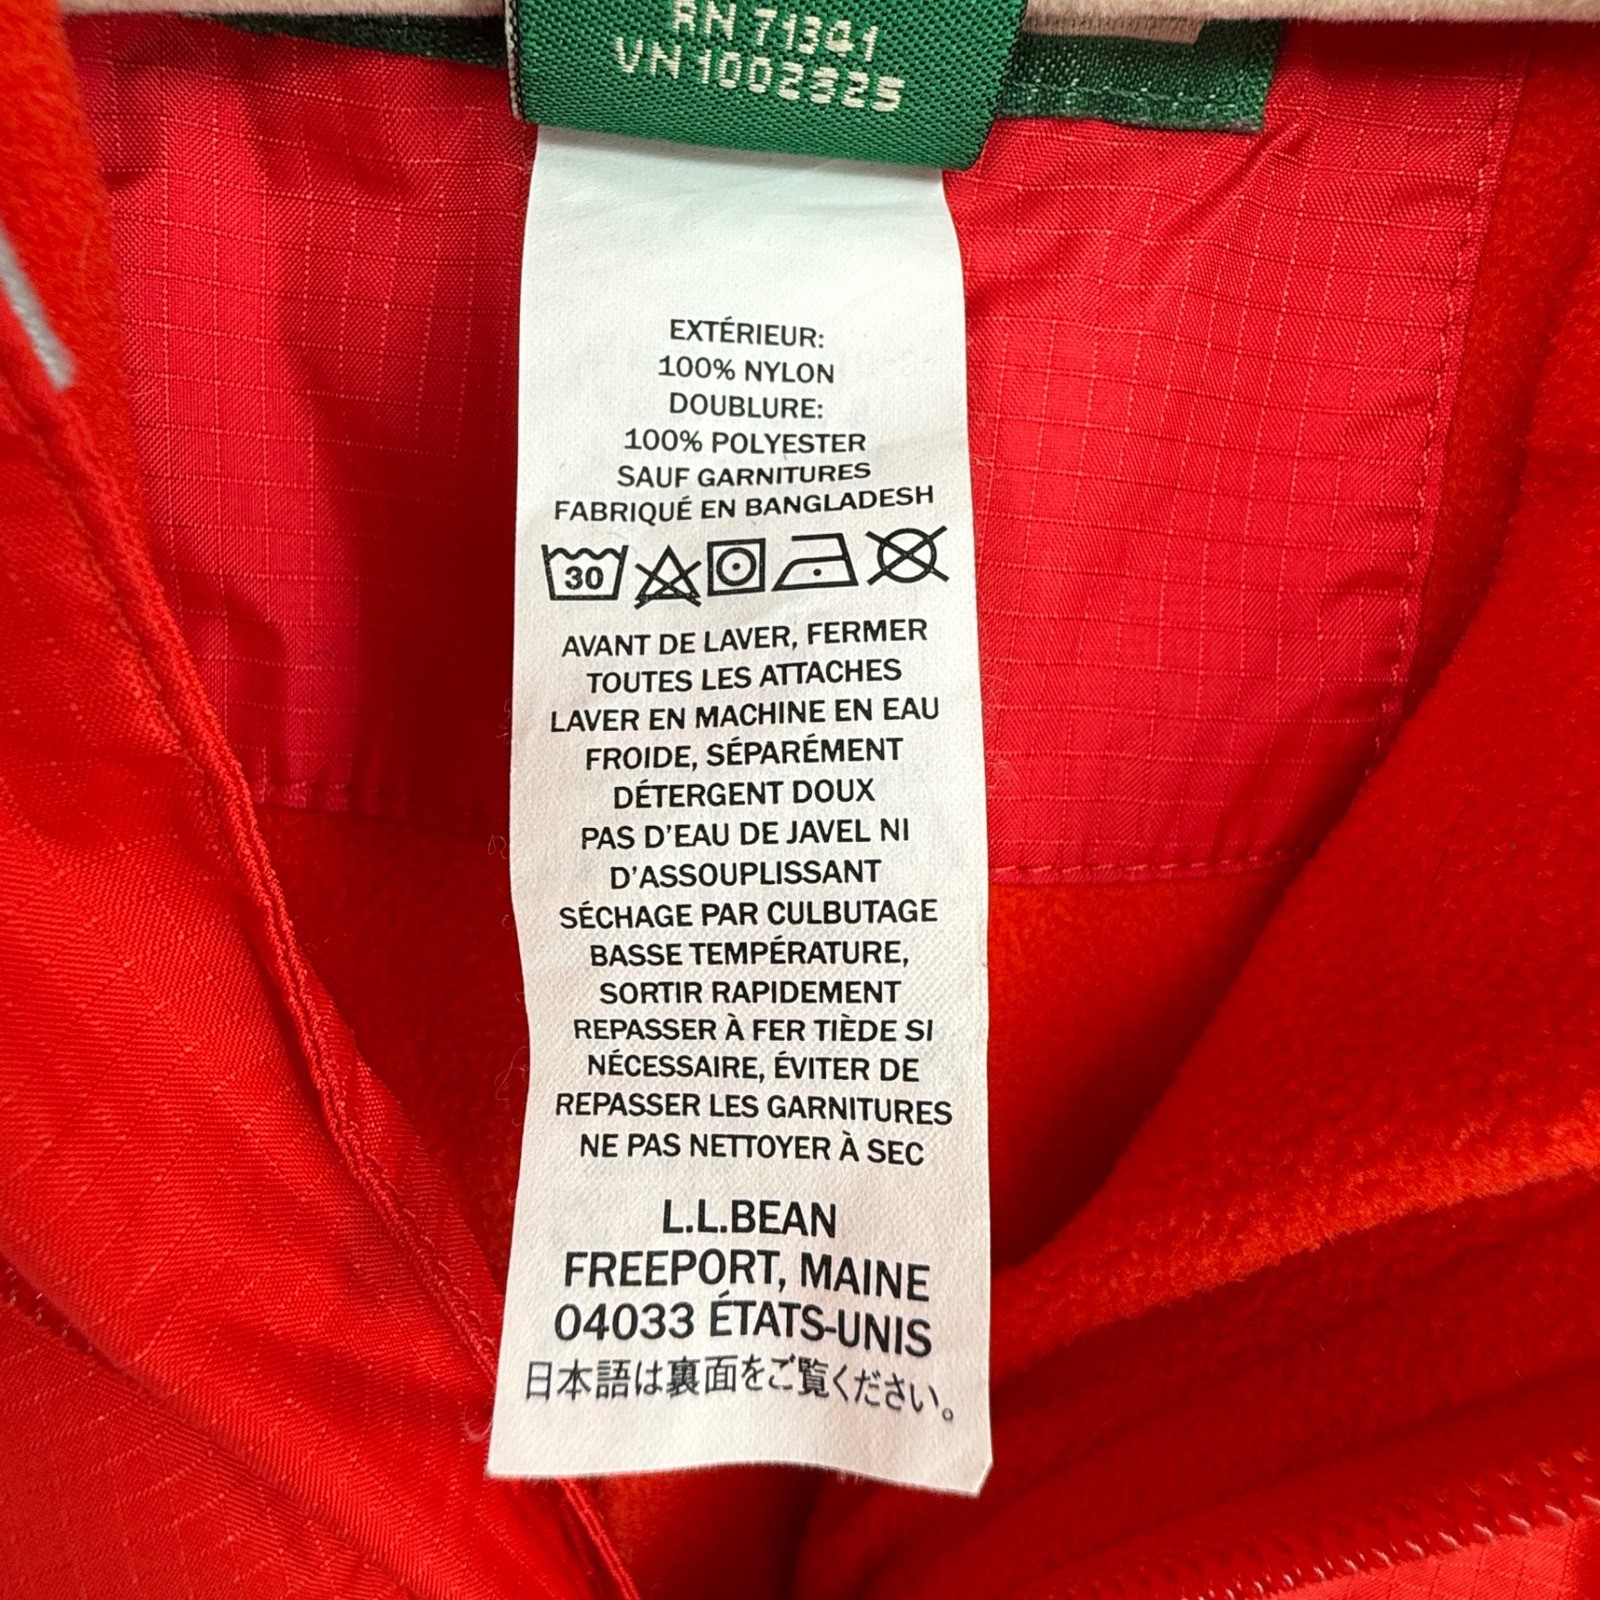 RN 71341
VN 1002325
EXTÉRIEUR:
100% NYLON
DOUBLURE:
100% POLYESTER
SAUF GARNITURES
FABRIQUÉ EN BANGLADESH
30
AVANT DE LAVER, FERMER
TOUTES LES ATTACHES
LAVER EN MACHINE EN EAU
FROIDE, SÉPARÉMENT
DÉTERGENT DOUX
PAS D'EAU DE JAVEL NI
D'ASSOUPLISSANT
SÉCHAGE PAR CULBUTAGE
BASSE TEMPÉRATURE,
SORTIR RAPIDEMENT
REPASSER À FER TIÈDE SI
NÉCESSAIRE, ÉVITER DE
REPASSER LES GARNITURES
NE PAS NETTOYER À SEC
L.L.BEAN
FREEPORT, MAINE
04033 ÉTATS-UNIS
日本語は裏面をご覧ください。